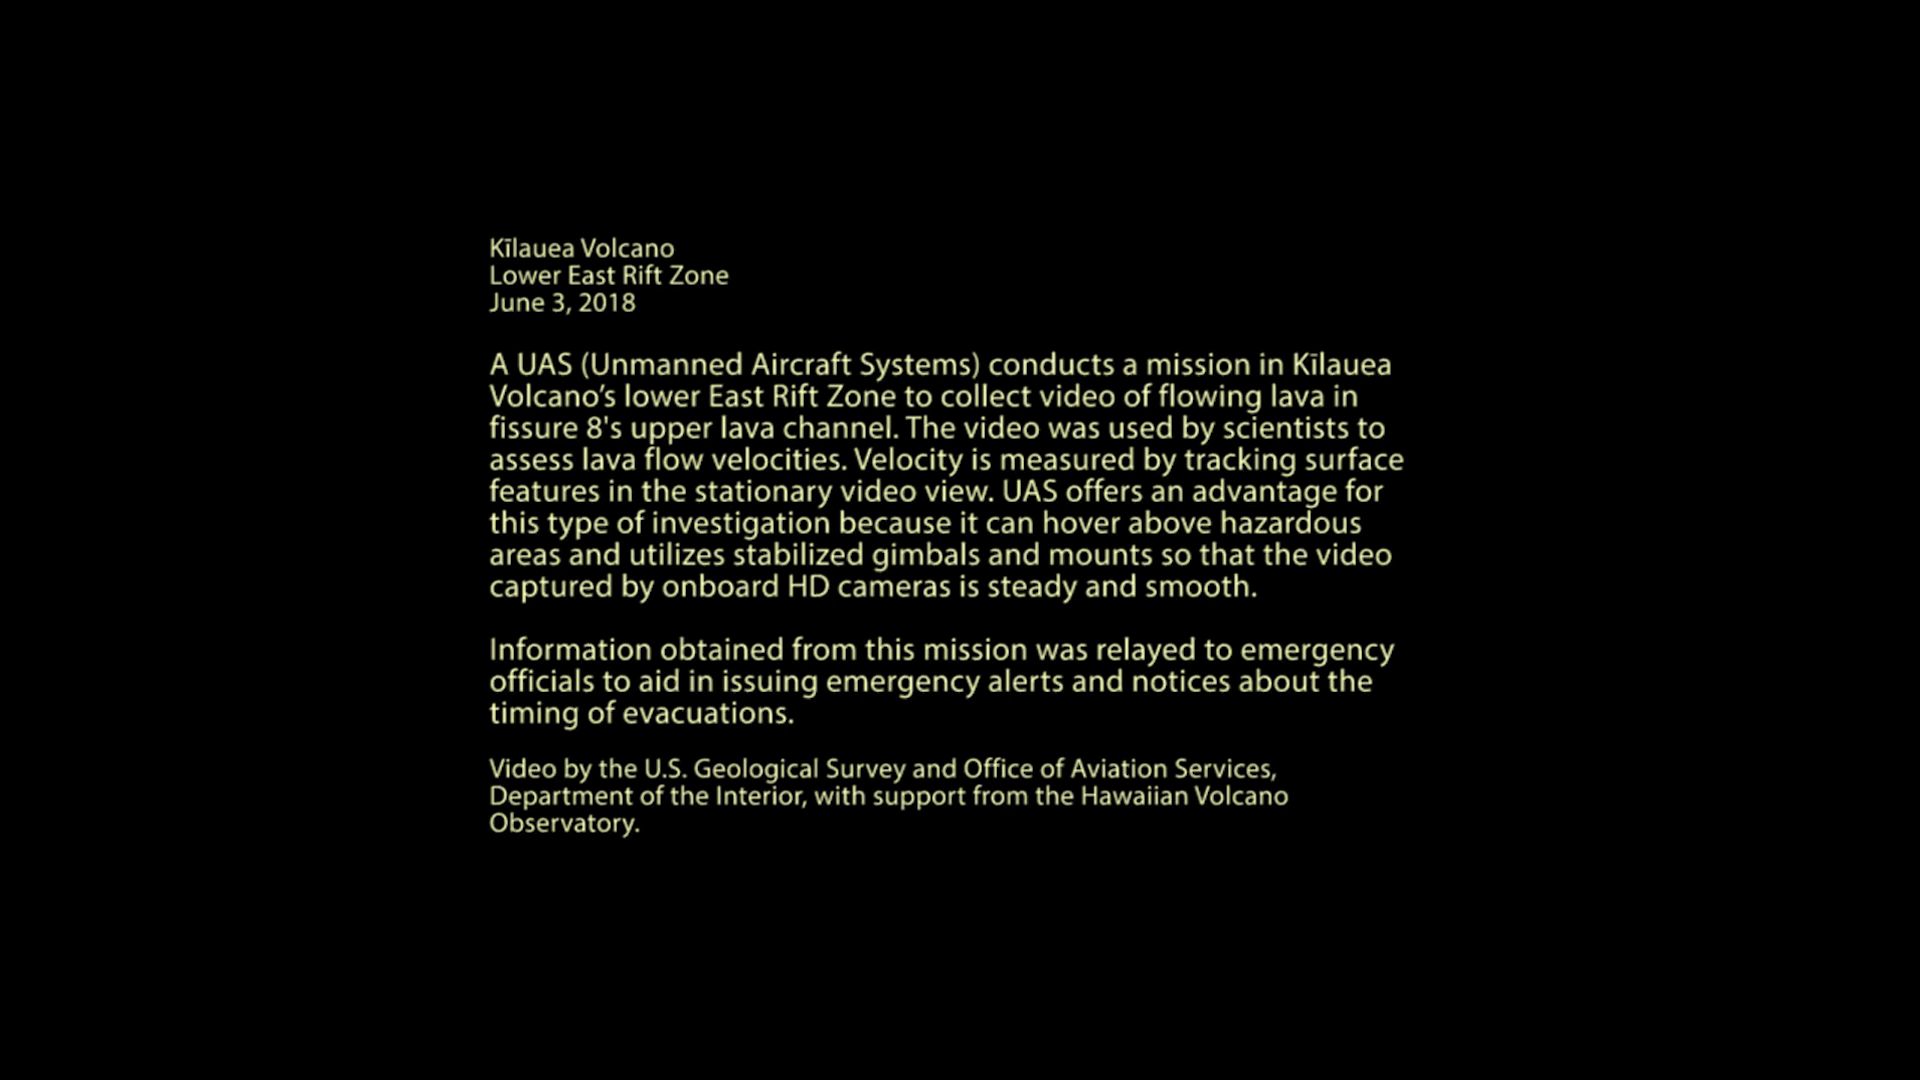 Kīlauea Volcano
Lower East Rift Zone
June 3, 2018
A UAS (Unmanned Aircraft Systems) conducts a mission in Kīlauea
Volcano’s lower East Rift Zone to collect video of flowing lava in
fissure 8's upper lava channel. The video was used by scientists to
assess lava flow velocities. Velocity is measured by tracking surface
features in the stationary video view. UAS offers an advantage for
this type of investigation because it can hover above hazardous
areas and utilizes stabilized gimbals and mounts so that the video
captured by onboard HD cameras is steady and smooth.
Information obtained from this mission was relayed to emergency
officials to aid in issuing emergency alerts and notices about the
timing of evacuations.
Video by the U.S. Geological Survey and Office of Aviation Services,
Department of the Interior, with support from the Hawaiian Volcano
Observatory.